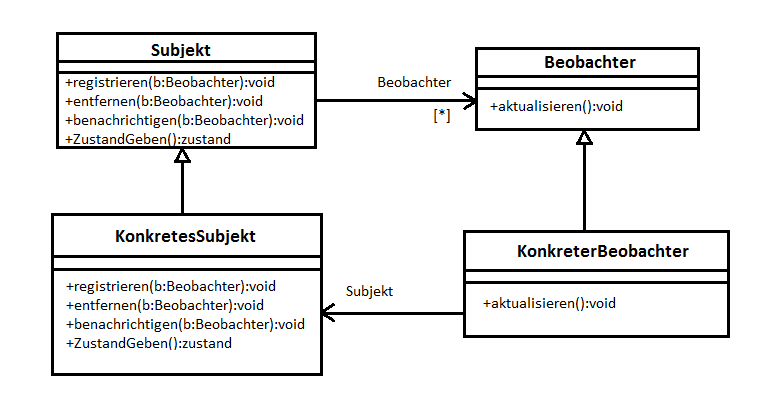 Subjekt
+registrieren(b:Beobachter):void
+entfernen(b:Beobachter):void
+benachrichtigen(b:Beobachter):void
+ZustandGeben():zustand
Beobachter
[*]
Beobachter
+aktualisieren():void
KonkretesSubjekt
+registrieren(b:Beobachter):void
+entfernen(b:Beobachter):void
+benachrichtigen(b:Beobachter):void
+ZustandGeben():zustand
Subjekt
KonkreterBeobachter
+aktualisieren():void